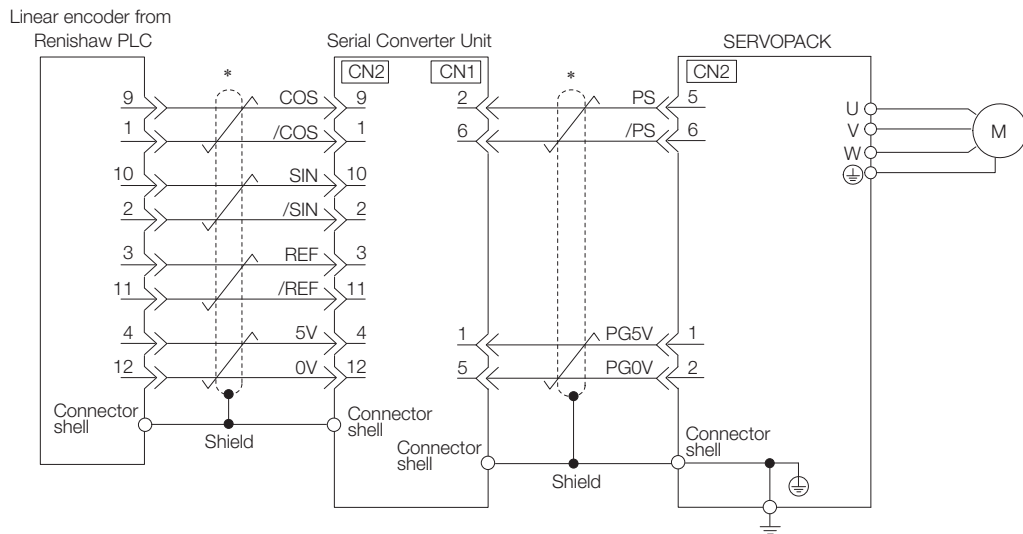 Linear encoder from
Renishaw PLC
Serial Converter Unit
SERVOPACK
*
CN2
CN1
*
CN2
9 COS 9
2 PS 5
1 /COS 1
6 /PS 6
10 SIN 10
2 /SIN 2
3 REF 3
11 /REF 11
4 5V 4
1 PG5V 1
12 0V 12
5 PG0V 2
U
V
W
M
Connector
shell
Shield
Connector
shell
Connector
shell
Shield
Connector
shell